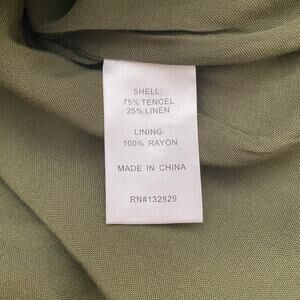 SHELL:
75% TENCEL
25% LINEN
LINING:
100% RAYON
MADE IN CHINA
RN#132829